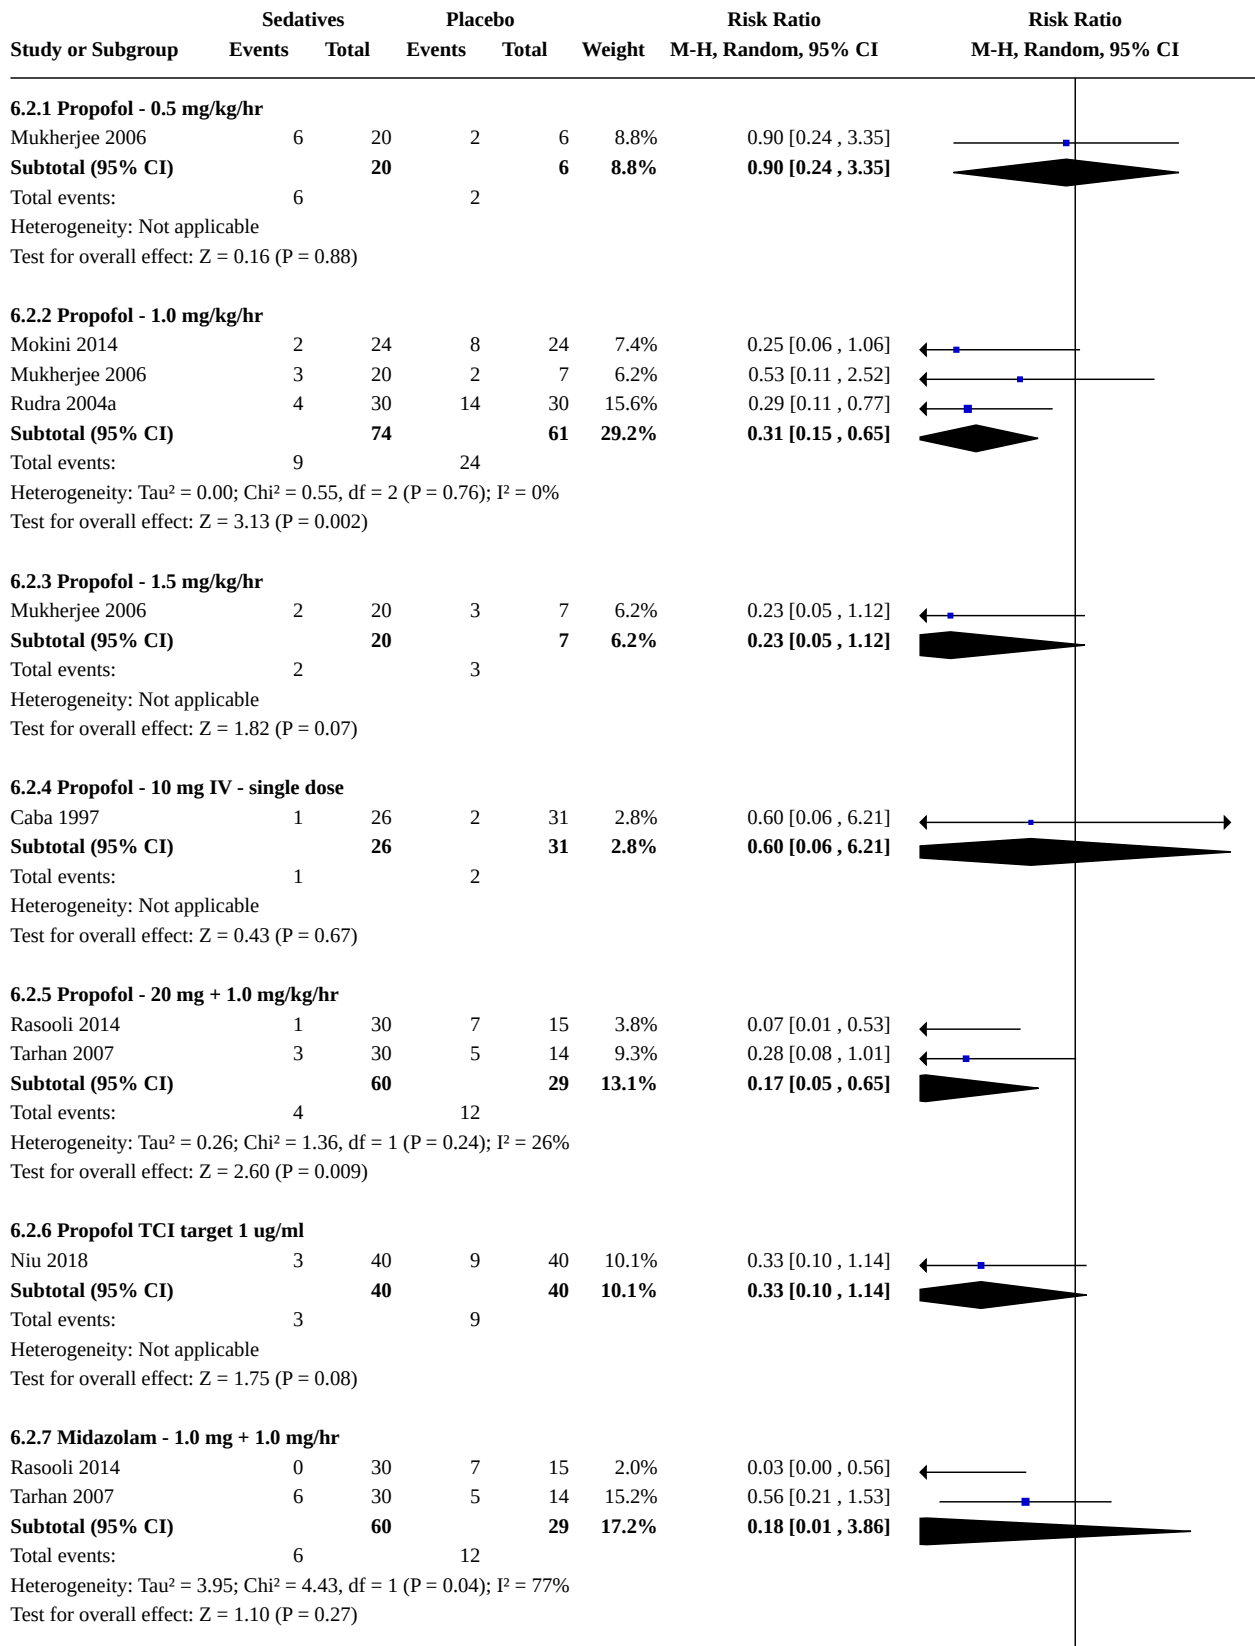 Sedatives Placebo Risk Ratio Risk Ratio
Study or Subgroup Events Total Events Total Weight M-H, Random, 95% CI M-H, Random, 95% CI
6.2.1 Propofol - 0.5 mg/kg/hr
Mukherjee 2006 6 20 2 6 8.8% 0.90 [0.24 , 3.35]
Subtotal (95% CI) 20 6 8.8% 0.90 [0.24 , 3.35]
Total events: 6 2
Heterogeneity: Not applicable
Test for overall effect: Z = 0.16 (P = 0.88)
6.2.2 Propofol - 1.0 mg/kg/hr
Mokini 2014 2 24 8 24 7.4% 0.25 [0.06 , 1.06]
Mukherjee 2006 3 20 2 7 6.2% 0.53 [0.11 , 2.52]
Rudra 2004a 4 30 14 30 15.6% 0.29 [0.11 , 0.77]
Subtotal (95% CI) 74 61 29.2% 0.31 [0.15 , 0.65]
Total events: 9 24
Heterogeneity: Tau² = 0.00; Chi² = 0.55, df = 2 (P = 0.76); I² = 0%
Test for overall effect: Z = 3.13 (P = 0.002)
6.2.3 Propofol - 1.5 mg/kg/hr
Mukherjee 2006 2 20 3 7 6.2% 0.23 [0.05 , 1.12]
Subtotal (95% CI) 20 7 6.2% 0.23 [0.05 , 1.12]
Total events: 2 3
Heterogeneity: Not applicable
Test for overall effect: Z = 1.82 (P = 0.07)
6.2.4 Propofol - 10 mg IV - single dose
Caba 1997 1 26 2 31 2.8% 0.60 [0.06 , 6.21]
Subtotal (95% CI) 26 31 2.8% 0.60 [0.06 , 6.21]
Total events: 1 2
Heterogeneity: Not applicable
Test for overall effect: Z = 0.43 (P = 0.67)
6.2.5 Propofol - 20 mg + 1.0 mg/kg/hr
Rasooli 2014 1 30 7 15 3.8% 0.07 [0.01 , 0.53]
Tarhan 2007 3 30 5 14 9.3% 0.28 [0.08 , 1.01]
Subtotal (95% CI) 60 29 13.1% 0.17 [0.05 , 0.65]
Total events: 4 12
Heterogeneity: Tau² = 0.26; Chi² = 1.36, df = 1 (P = 0.24); I² = 26%
Test for overall effect: Z = 2.60 (P = 0.009)
6.2.6 Propofol TCI target 1 ug/ml
Niu 2018 3 40 9 40 10.1% 0.33 [0.10 , 1.14]
Subtotal (95% CI) 40 40 10.1% 0.33 [0.10 , 1.14]
Total events: 3 9
Heterogeneity: Not applicable
Test for overall effect: Z = 1.75 (P = 0.08)
6.2.7 Midazolam - 1.0 mg + 1.0 mg/hr
Rasooli 2014 0 30 7 15 2.0% 0.03 [0.00 , 0.56]
Tarhan 2007 6 30 5 14 15.2% 0.56 [0.21 , 1.53]
Subtotal (95% CI) 60 29 17.2% 0.18 [0.01 , 3.86]
Total events: 6 12
Heterogeneity: Tau² = 3.95; Chi² = 4.43, df = 1 (P = 0.04); I² = 77%
Test for overall effect: Z = 1.10 (P = 0.27)